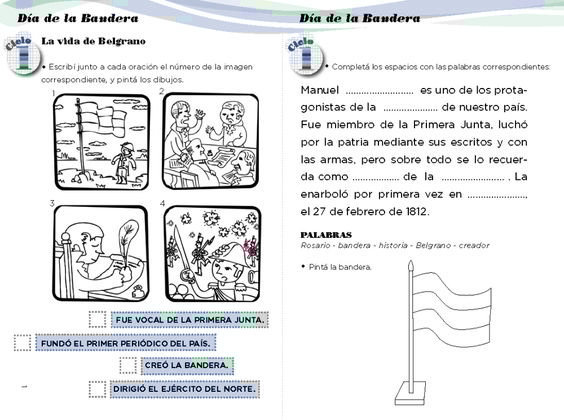 Día de la Bandera
Ciclo
1
La vida de Belgrano
• Escribí junto a cada oración el número de la imagen
correspondiente, y pintá los dibujos.
1
2
3
4
FUE VOCAL DE LA PRIMERA JUNTA.
FUNDÓ EL PRIMER PERIÓDICO DEL PAÍS.
CREÓ LA BANDERA.
DIRIGIÓ EL EJÉRCITO DEL NORTE.
Día de la Bandera
Ciclo
1
• Completá los espacios con las palabras correspondientes:
Manuel .......................... es uno de los prota-
gonistas de la ..................... de nuestro país.
Fue miembro de la Primera Junta, luchó
por la patria mediante sus escritos y con
las armas, pero sobre todo se lo recuer-
da como .................. de la ........................ . La
enarboló por primera vez en ......................,
el 27 de febrero de 1812.
PALABRAS
Rosario - bandera - historia - Belgrano - creador
• Pintá la bandera.